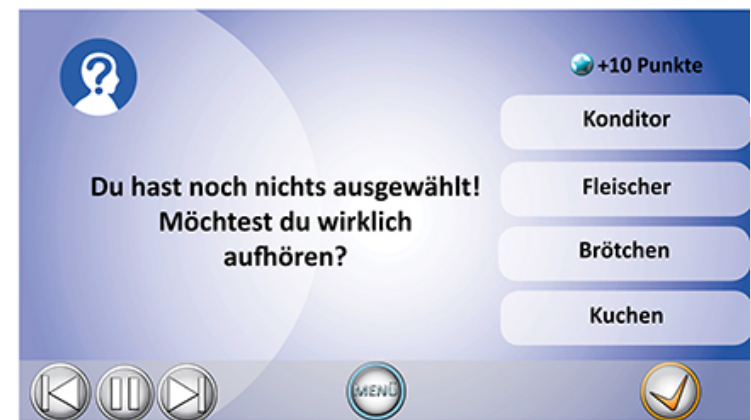 +10 Punkte
Du hast noch nichts ausgewählt!
Möchtest du wirklich
aufhören?
Konditor
Fleischer
Brötchen
Kuchen
MENÜ